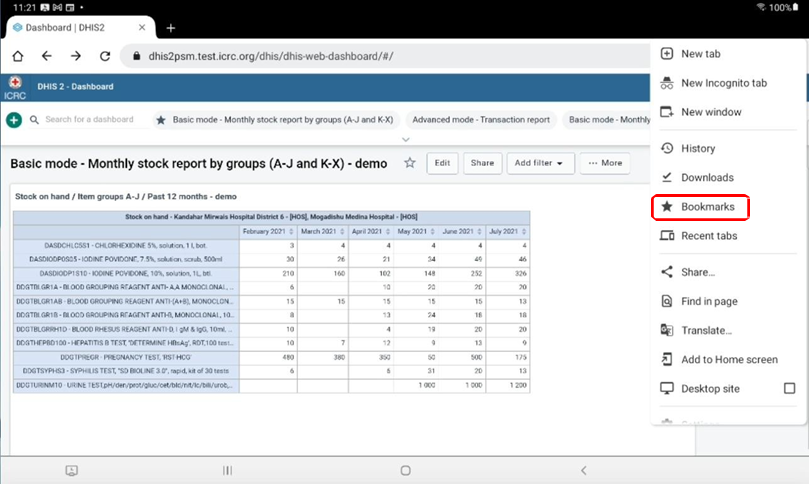 11:21
100%
Dashboard | DHIS2
dhis2psm.test.icrc.org/dhis/dhis-web-dashboard/#/
ICRC
DHIS 2 - Dashboard
Search for a dashboard
Basic mode - Monthly stock report by groups (A-J and K-X)
Advanced mode - Transaction report
Basic mode - Monthly
Basic mode - Monthly stock report by groups (A-J and K-X) - demo
Edit
Share
Add filter
More
Stock on hand / Item groups A-J / Past 12 months - demo
Stock on hand - Kandahar Mirwais Hospital District 6 - [HOS], Mogadishu Medina Hospital - [HOS]
February 2021 March 2021 April 2021 May 2021 June 2021 July 2021
DASDCHLOSS1 - CHLORHEXIDINE 5%, solution, 1 l, bot. 3 4 4 4 4 4
DASDIODP0S05 - IODINE POVIDONE, 7.5%, solution, scrub, 500ml 30 26 21 34 49 46
DASDIODP1S10 - IODINE POVIDONE, 10%, solution, 1L, btl. 210 160 102 148 252 326
DDGTBLGR1A - BLOOD GROUPING REAGENT ANTI- A,A MONOCLONAL, ... 6 10 20 20 20
DDGTBLGR1AB - BLOOD GROUPING REAGENT ANTI-(A+B), MONOCLON... 15 15 15 15 15 13
DDGTBLGR1B - BLOOD GROUPING REAGENT ANTI-B, MONOCLONAL, 10... 8 13 24 18 18
DDGTBLGRRH1D - BLOOD RHESUS REAGENT ANTI-D, I gM & IgG, 10ml, ... 10 4 19 20 20
DDGTHEPBD100 - HEPATITIS B TEST, "DETERMINE HBsAg", RDT,100 test... 10 7 12 9 13 9
DDGTPREGR - PREGNANCY TEST, 'RST HCG' 480 380 350 50 500 175
DDGTSYPHS3 - SYPHILIS TEST, "SD BIOLINE 3.0", rapid, kit of 30 tests 6 6 31 20 13
DDGTURINM10 - URINE TEST, 1 000 1 000 1 200
New tab
New Incognito tab
New window
History
Downloads
Bookmarks
Recent tabs
Share...
Find in page
Translate...
Add to Home screen
Desktop site